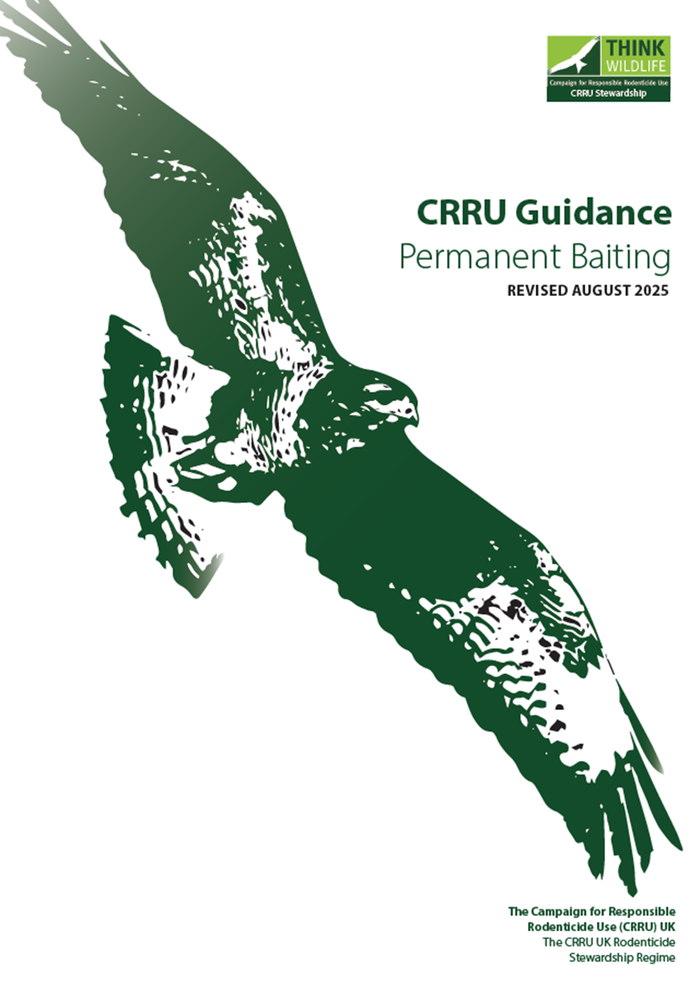 THINK
WILDLIFE
Campaign for Responsible Rodenticide Use
CRRU Stewardship
CRRU Guidance
Permanent Baiting
REVISED AUGUST 2025
The Campaign for Responsible
Rodenticide Use (CRRU) UK
The CRRU UK Rodenticide
Stewardship Regime